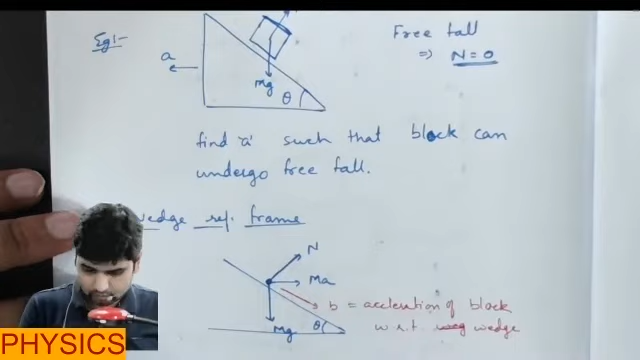 Eg:-
Free fall
⇒ N = 0
N
a
Mg
θ
find 'a' such that block can
undergo free fall.
wedge ref. frame
N
Ma
b = accleration of block
w.r.t. wedge
Mg
θ
PHYSICS